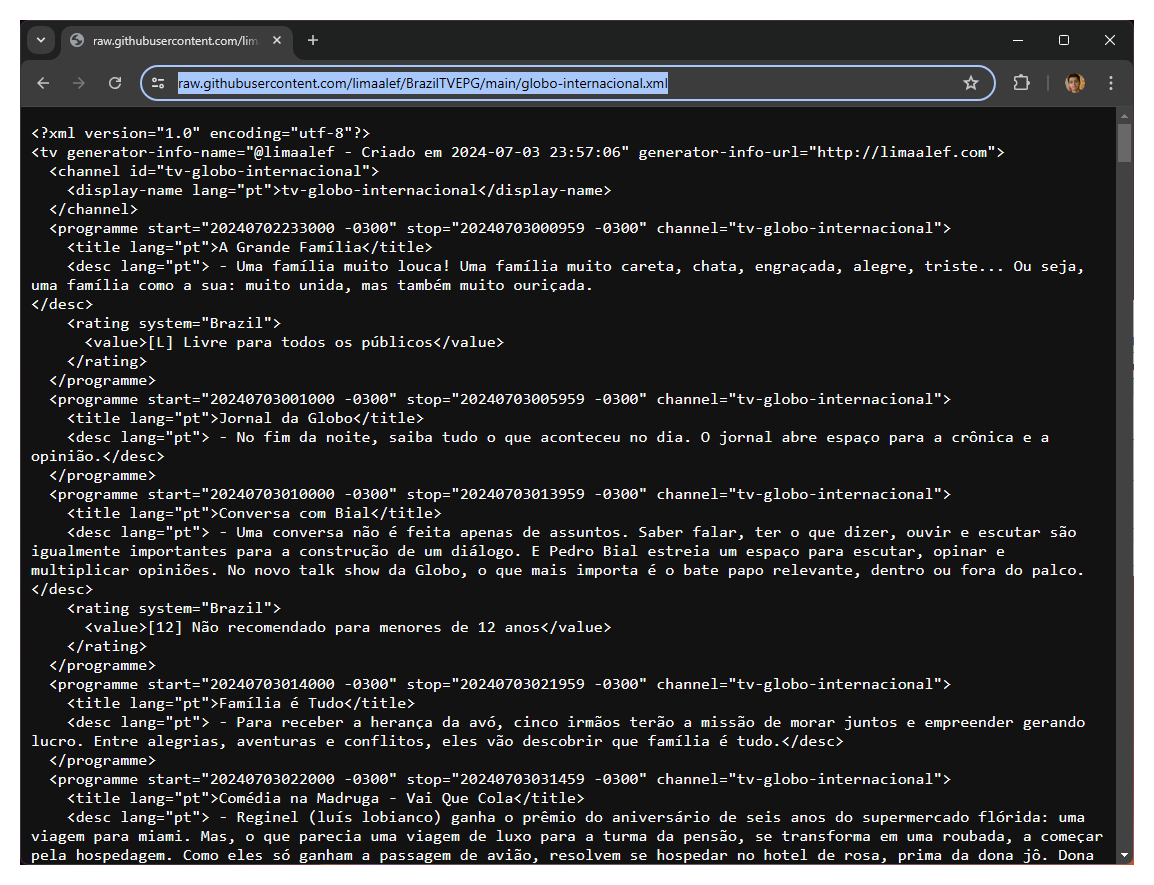 raw.githubusercontent.com/lim
raw.githubusercontent.com/limaalef/BrazilTVEPG/main/globo-internacional.xml
<?xml version="1.0" encoding="utf-8"?>
<tv generator-info-name="@limaalef - Criado em 2024-07-03 23:57:06" generator-info-url="http://limaalef.com">
  <channel id="tv-globo-internacional">
    <display-name lang="pt">tv-globo-internacional</display-name>
  </channel>
  <programme start="20240702233000 -0300" stop="20240703000959 -0300" channel="tv-globo-internacional">
    <title lang="pt">A Grande Família</title>
    <desc lang="pt"> - Uma família muito louca! Uma família muito careta, chata, engraçada, alegre, triste... Ou seja,
uma família como a sua: muito unida, mas também muito ouriçada.
</desc>
    <rating system="Brazil">
      <value>[L] Livre para todos os públicos</value>
    </rating>
  </programme>
  <programme start="20240703001000 -0300" stop="20240703005959 -0300" channel="tv-globo-internacional">
    <title lang="pt">Jornal da Globo</title>
    <desc lang="pt"> - No fim da noite, saiba tudo o que aconteceu no dia. O jornal abre espaço para a crônica e a
opinião.</desc>
  </programme>
  <programme start="20240703010000 -0300" stop="20240703013959 -0300" channel="tv-globo-internacional">
    <title lang="pt">Conversa com Bial</title>
    <desc lang="pt"> - Uma conversa não é feita apenas de assuntos. Saber falar, ter o que dizer, ouvir e escutar são
igualmente importantes para a construção de um diálogo. E Pedro Bial estreia um espaço para escutar, opinar e
multiplicar opiniões. No novo talk show da Globo, o que mais importa é o bate papo relevante, dentro ou fora do palco.
</desc>
    <rating system="Brazil">
      <value>[12] Não recomendado para menores de 12 anos</value>
    </rating>
  </programme>
  <programme start="20240703014000 -0300" stop="20240703021959 -0300" channel="tv-globo-internacional">
    <title lang="pt">Família é Tudo</title>
    <desc lang="pt"> - Para receber a herança da avó, cinco irmãos terão a missão de morar juntos e empreender gerando
lucro. Entre alegrias, aventuras e conflitos, eles vão descobrir que família é tudo.</desc>
  </programme>
  <programme start="20240703022000 -0300" stop="20240703031459 -0300" channel="tv-globo-internacional">
    <title lang="pt">Comédia na Madruga - Vai Que Cola</title>
    <desc lang="pt"> - Reginel (luís lobianco) ganha o prêmio do aniversário de seis anos do supermercado flórida: uma
viagem para miami. Mas, o que parecia uma viagem de luxo para a turma da pensão, se transforma em uma roubada, a começar
pela hospedagem. Como eles só ganham a passagem de avião, resolvem se hospedar no hotel de rosa, prima da dona jô. Dona